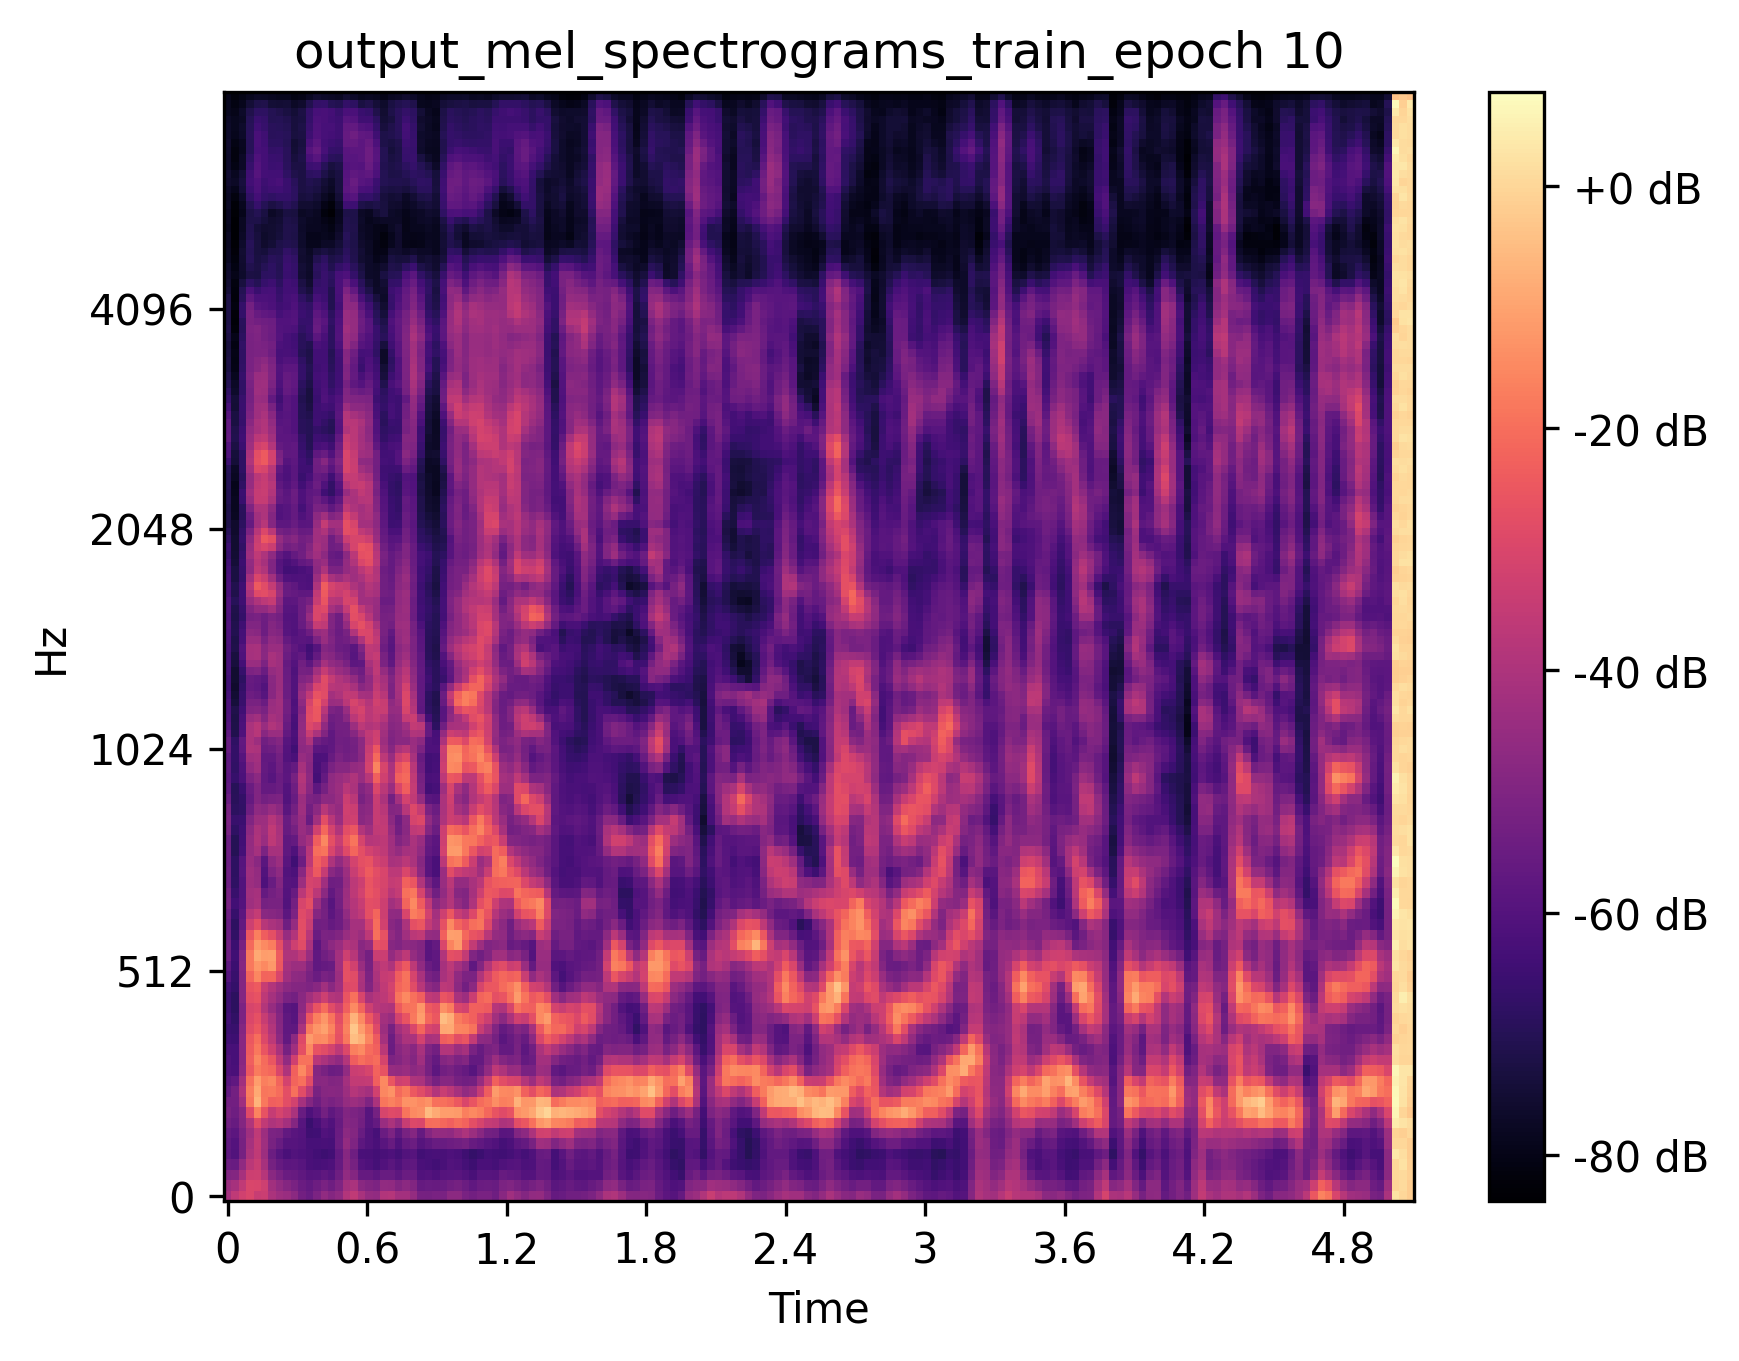 output_mel_spectrograms_train_epoch 10
+0 dB
-20 dB
-40 dB
-60 dB
-80 dB
4096
2048
1024
512
0
Hz
0 0.6 1.2 1.8 2.4 3 3.6 4.2 4.8
Time